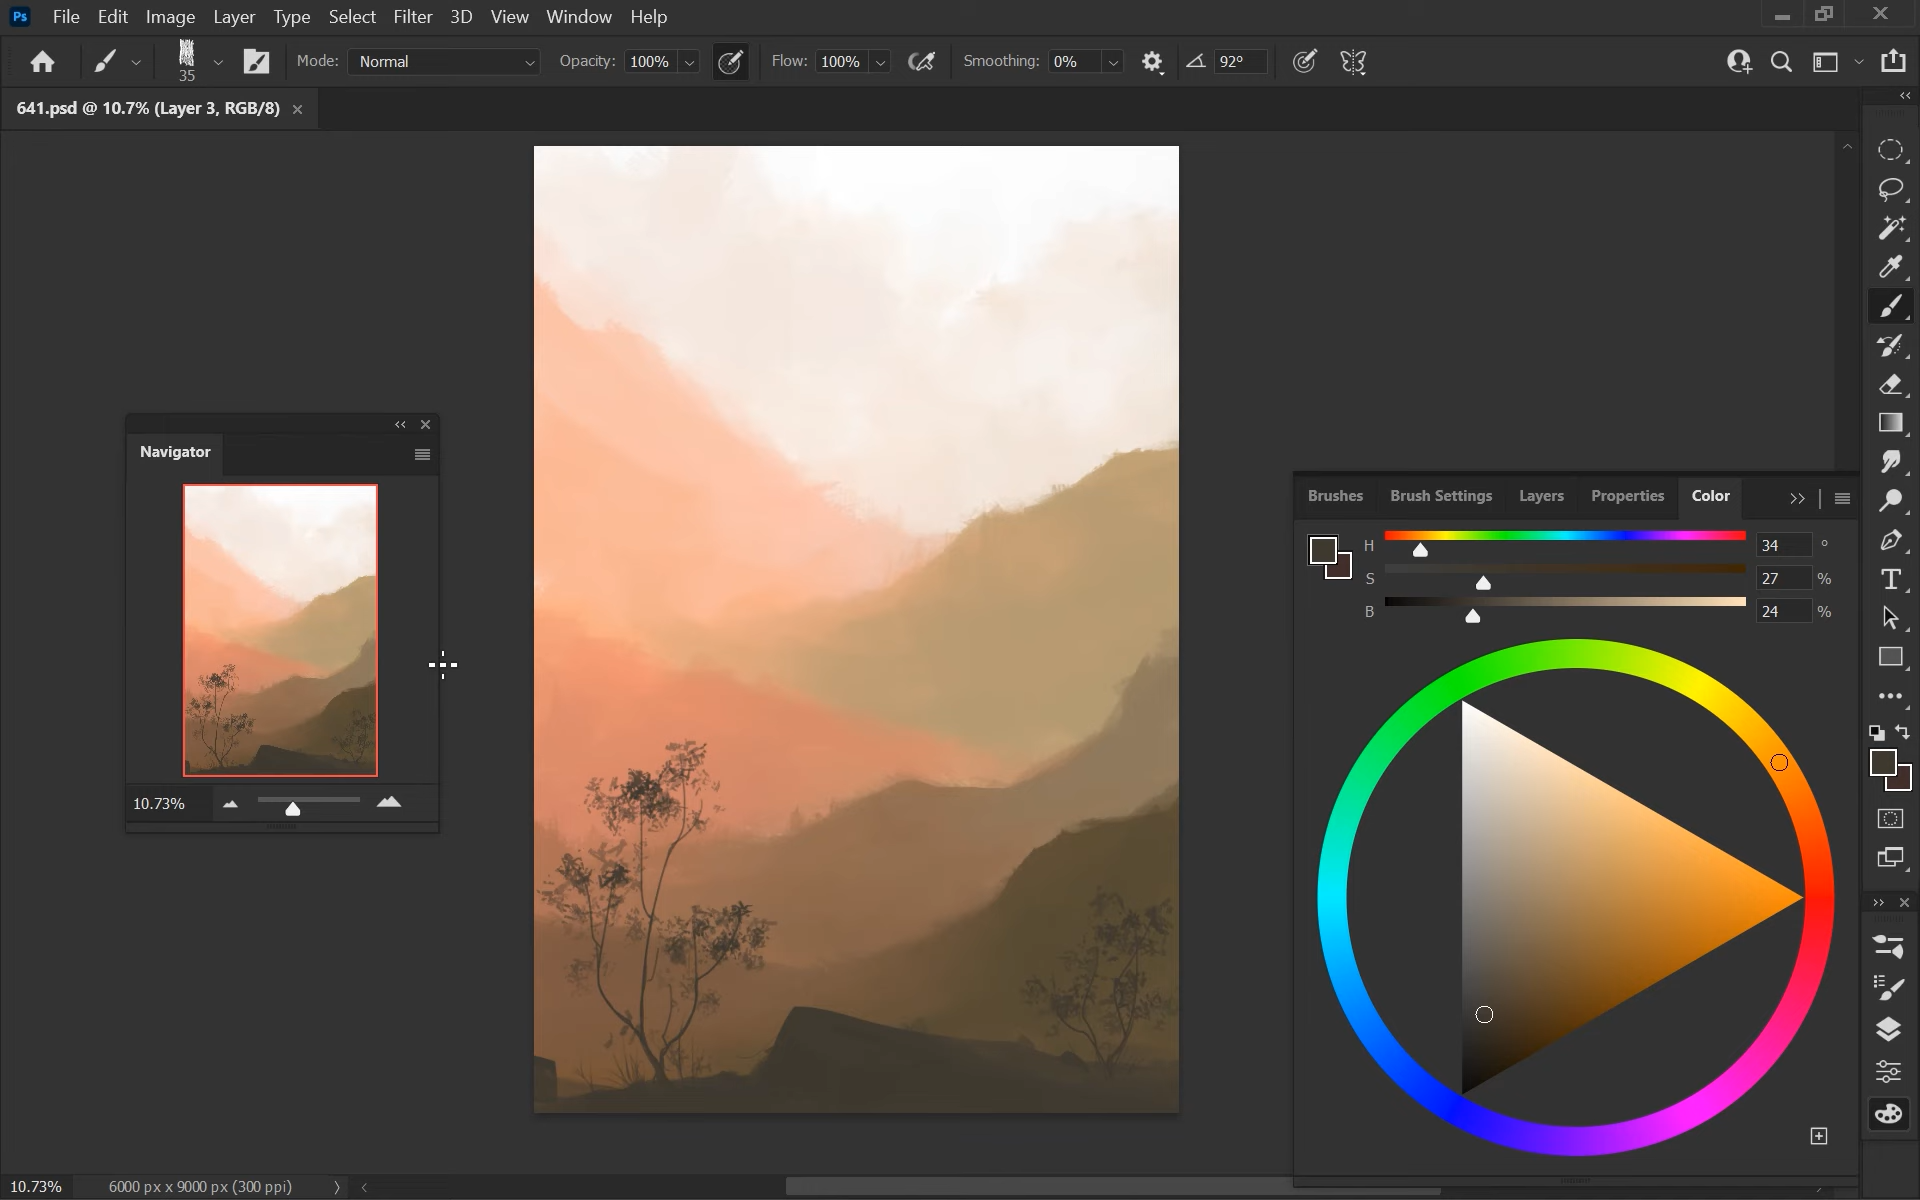 Ps File Edit Image Layer Type Select Filter 3D View Window Help
35 Mode: Normal Opacity: 100% Flow: 100% Smoothing: 0% 92°
641.psd @ 10.7% (Layer 3, RGB/8)
Navigator
10.73%
Brushes Brush Settings Layers Properties Color
H 34 °
S 27 %
B 24 %
10.73% 6000 px x 9000 px (300 ppi)